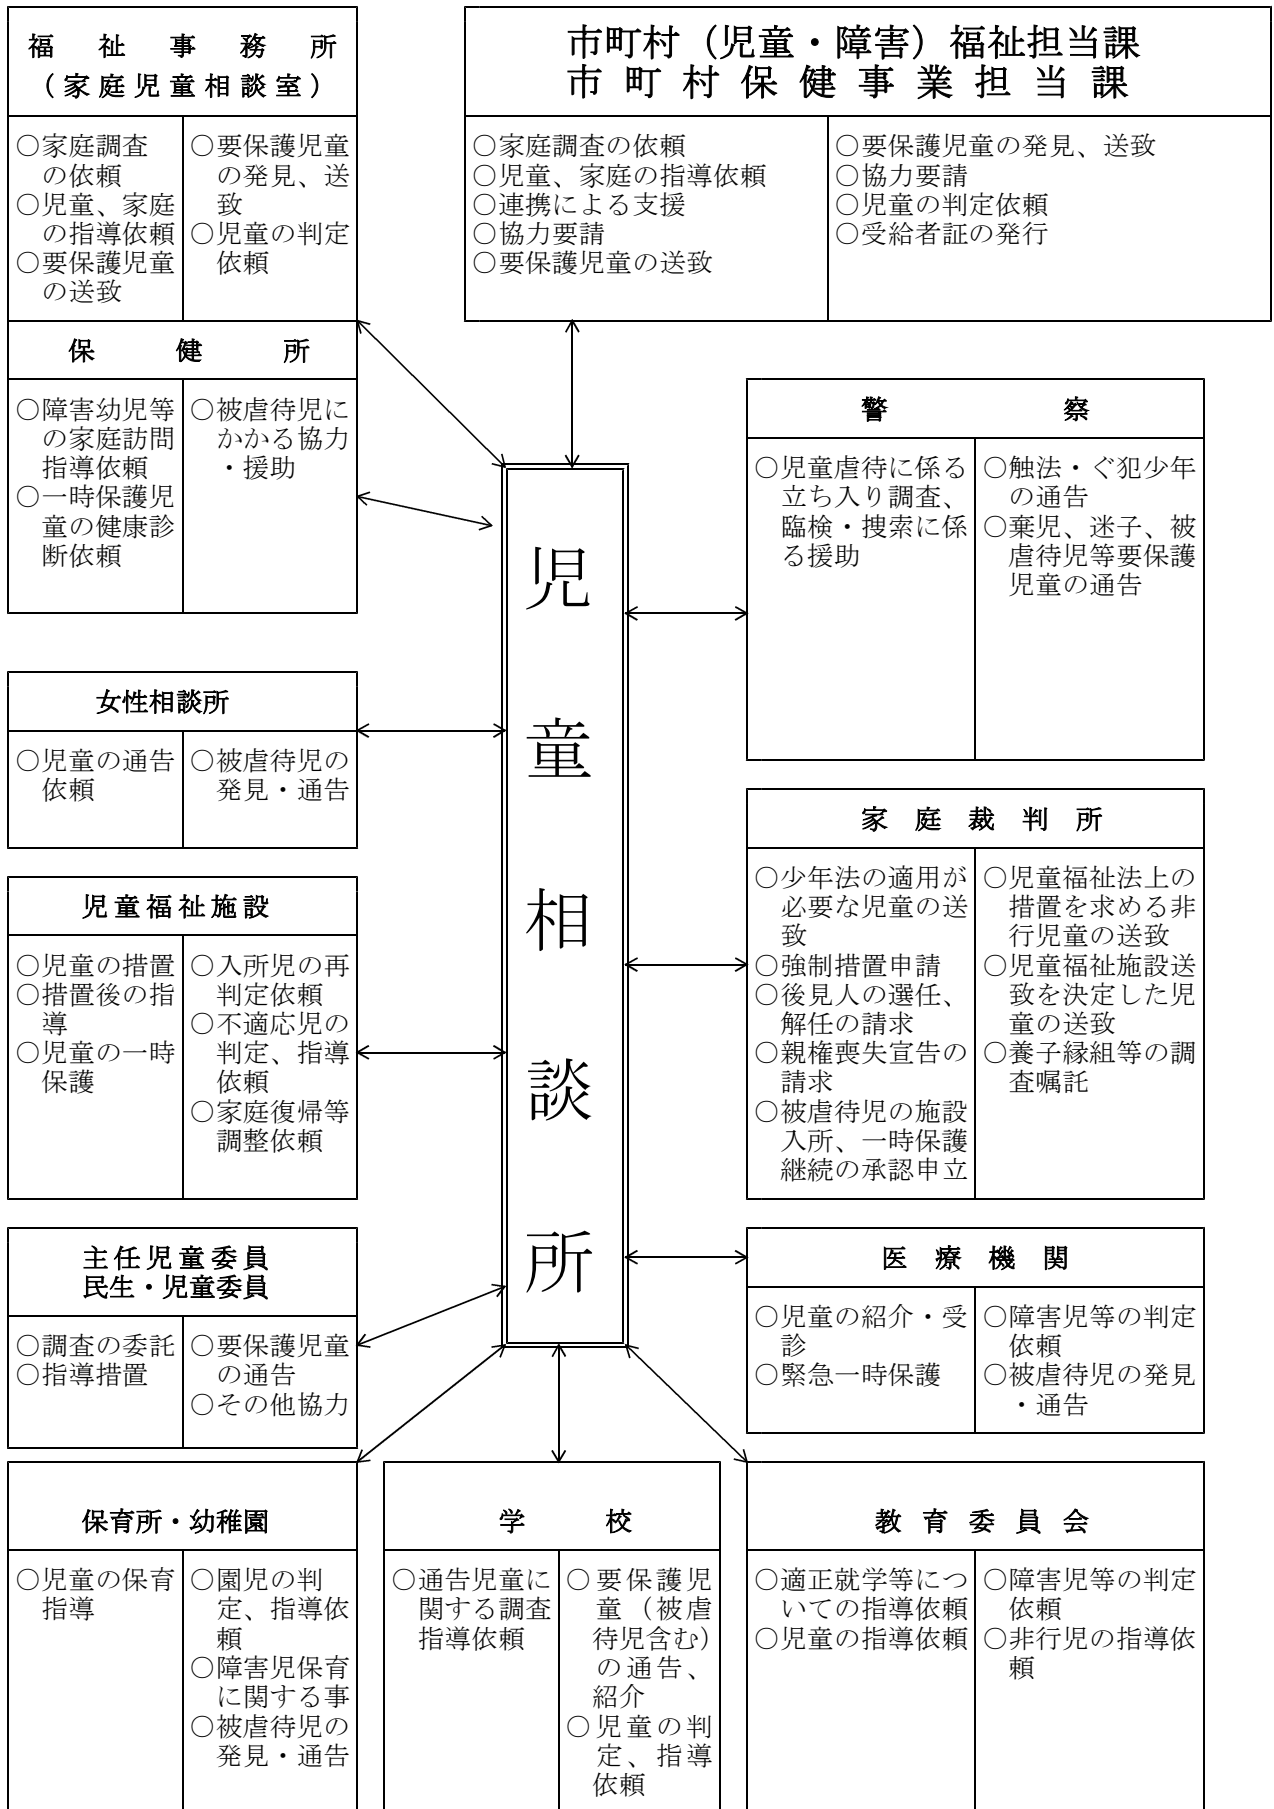 福祉事務所
（家庭児童相談室）
○家庭調査
の依頼
○児童、家庭
の指導依頼
○要保護児童
の送致
○要保護児童
の発見、送
致
○児童の判定
依頼
市町村（児童・障害）福祉担当課
市町村保健事業担当課
○家庭調査の依頼
○児童、家庭の指導依頼
○連携による支援
○協力要請
○要保護児童の送致
○要保護児童の発見、送致
○協力要請
○児童の判定依頼
○受給者証の発行
保健所
○障害幼児等
の家庭訪問
指導依頼
○一時保護児
童の健康診
断依頼
○被虐待児に
かかる協力
・援助
警察
○児童虐待に係る
立ち入り調査、
臨検・捜索に係
る援助
○触法・ぐ犯少年
の通告
○棄児、迷子、被
虐待児等要保護
児童の通告
児童相談所
女性相談所
○児童の通告
依頼
○被虐待児の
発見・通告
家庭裁判所
○少年法の適用が
必要な児童の送
致
○強制措置申請
○後見人の選任、
解任の請求
○親権喪失宣告の
請求
○被虐待児の施設
入所、一時保護
継続の承認申立
○児童福祉法上の
措置を求める非
行児童の送致
○児童福祉施設送
致を決定した児
童の送致
○養子縁組等の調
査嘱託
児童福祉施設
○児童の措置
○措置後の指
導
○児童の一時
保護
○入所児の再
判定依頼
○不適応児の
判定、指導
依頼
○家庭復帰等
調整依頼
主任児童委員
民生・児童委員
○調査の委託
○指導措置
○要保護児童
の通告
○その他協力
医療機関
○児童の紹介・受
診
○緊急一時保護
○障害児等の判定
依頼
○被虐待児の発見
・通告
保育所・幼稚園
○児童の保育
指導
○園児の判
定、指導依
頼
○障害児保育
に関する事
○被虐待児の
発見・通告
学校
○通告児童に
関する調査
指導依頼
○要保護児
童（被虐
待児含む）
の通告、
紹介
○児童の判
定、指導
依頼
教育委員会
○適正就学等につ
いての指導依頼
○児童の指導依頼
○障害児等の判定
依頼
○非行児の指導依
頼